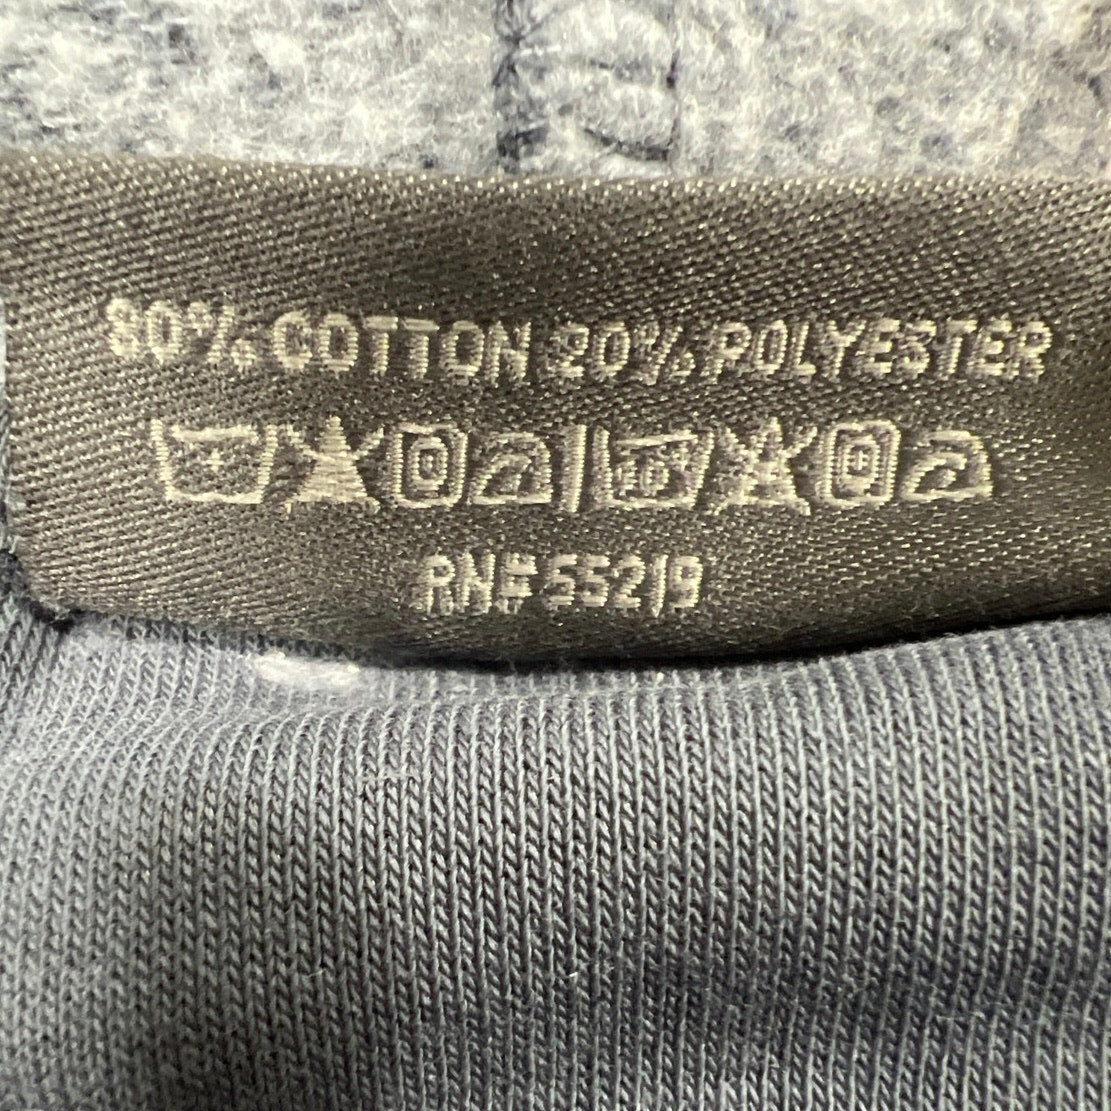 80% COTTON 20% POLYESTER
RN# 55219